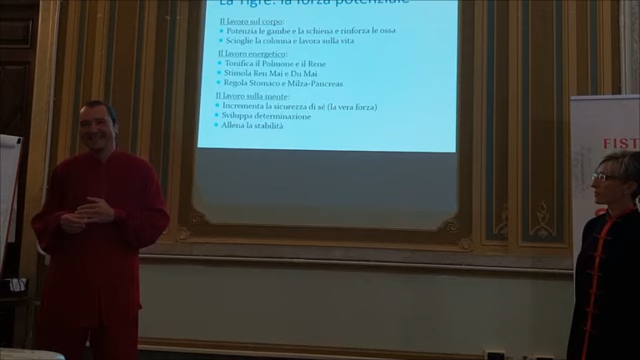 La Tigre: la forza potenziale
Il lavoro sul corpo:
Potenzia le gambe e la schiena e rinforza le ossa
Scioglie la colonna e lavora sulla vita
Il lavoro energetico:
Tonifica il Polmone e il Rene
Stimola Ren Mai e Du Mai
Regola Stomaco e Milza-Pancreas
Il lavoro sulla mente:
Incrementa la sicurezza di sé (la vera forza)
Sviluppa determinazione
Allena la stabilità
FIST